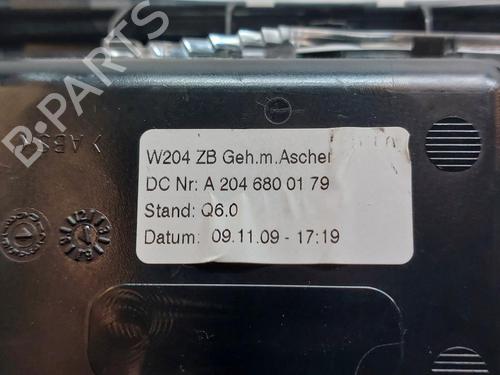 B-PARTS
W204 ZB Geh.m.Ascher
DC Nr: A 204 680 01 79
Stand: Q6.0
Datum: 09.11.09 - 17:19